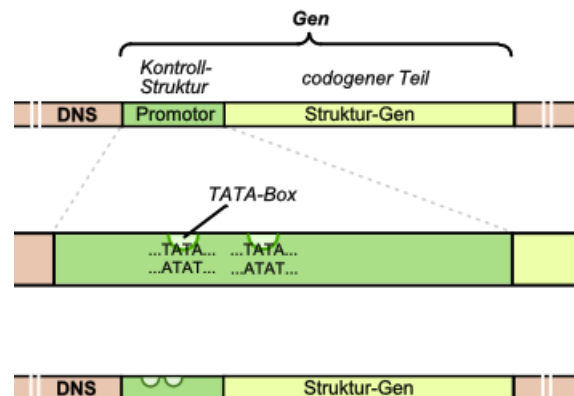 Gen
Kontroll-
Struktur
codogener Teil
DNS
Promotor
Struktur-Gen
TATA-Box
...TATA... ...TATA...
...ATAT... ...ATAT...
DNS
Struktur-Gen